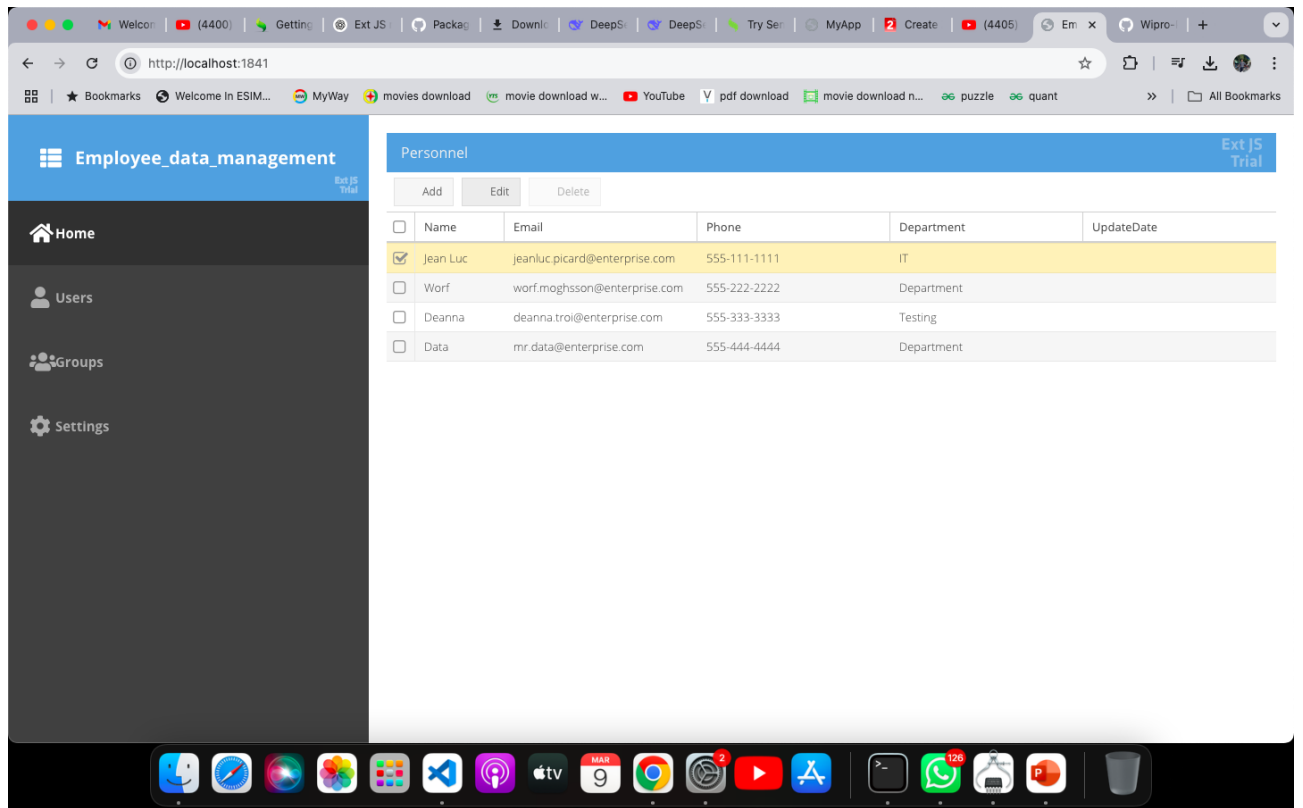 Welcon (4400) Getting Ext JS Packag Downlo DeepSe DeepSe Try Ser MyApp Create (4405) Em Wipro-
http://localhost:1841
Bookmarks Welcome In ESIM... MyWay movies download movie download w... YouTube pdf download movie download n... puzzle quant All Bookmarks
Employee_data_management
Ext JS
Trial
Home
Users
Groups
Settings
Personnel
Ext JS
Trial
Add Edit Delete
Name Email Phone Department UpdateDate
Jean Luc jeanluc.picard@enterprise.com 555-111-1111 IT
Worf worf.moghsson@enterprise.com 555-222-2222 Department
Deanna deanna.troi@enterprise.com 555-333-3333 Testing
Data mr.data@enterprise.com 555-444-4444 Department
tv MAR 2 126
9